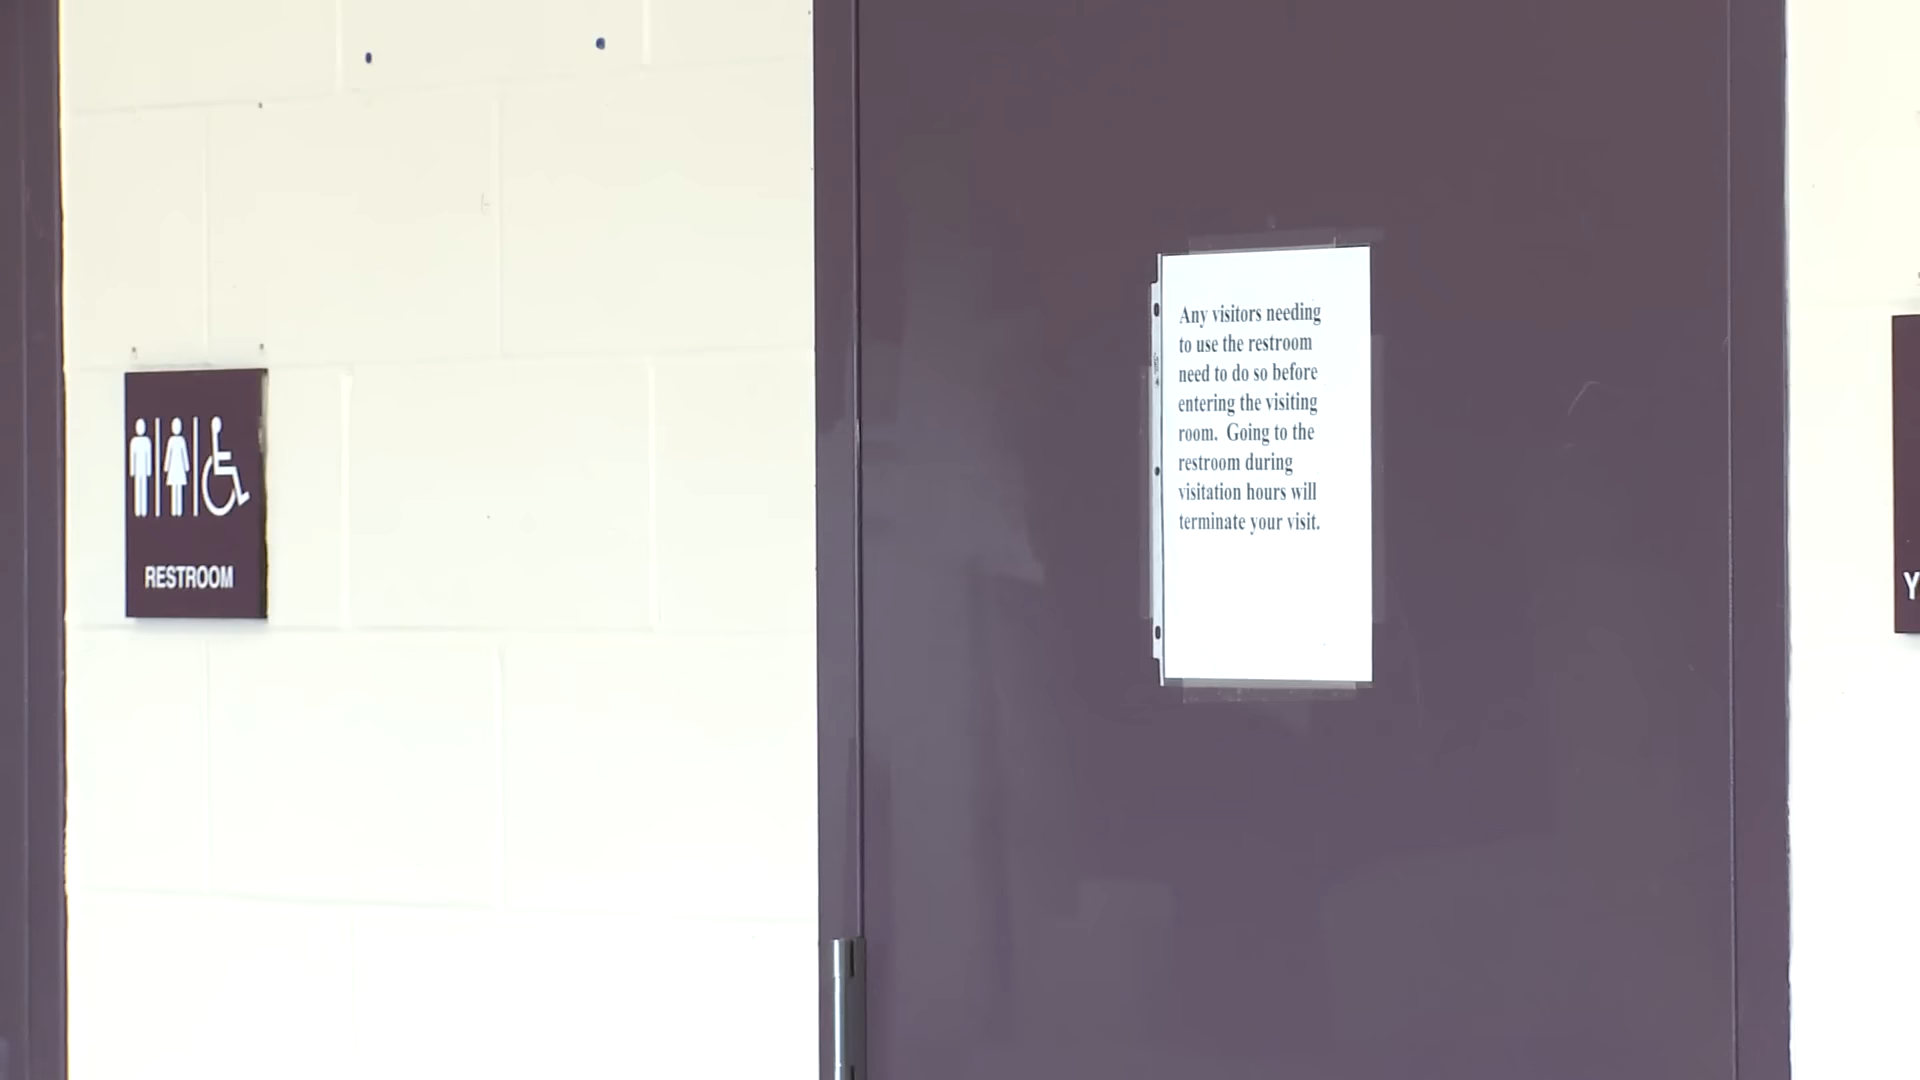 RESTROOM
Any visitors needing
to use the restroom
need to do so before
entering the visiting
room.  Going to the
restroom during
visitation hours will
terminate your visit.